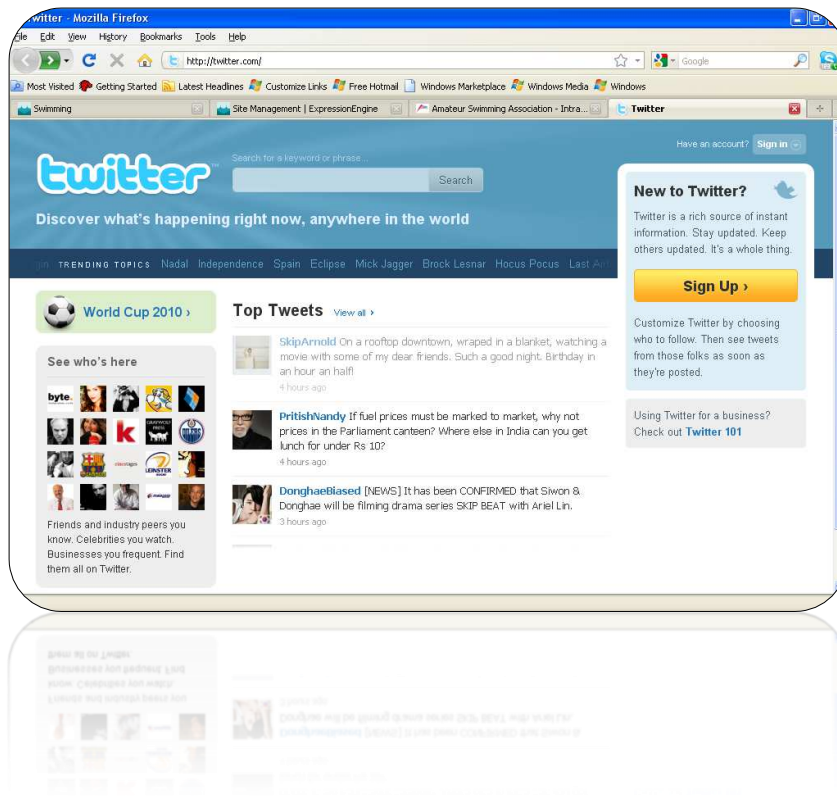 Twitter - Mozilla Firefox
File Edit View History Bookmarks Tools Help
http://twitter.com/
Google
Most Visited Getting Started Latest Headlines Customize Links Free Hotmail Windows Marketplace Windows Media Windows
Swimming
Site Management | ExpressionEngine
Amateur Swimming Association - Intra...
Twitter
Have an account? Sign in
twitter
Search for a keyword or phrase...
Search
Discover what's happening right now, anywhere in the world
TRENDING TOPICS Nadal Independence Spain Eclipse Mick Jagger Brock Lesnar Hocus Pocus Last
New to Twitter?
Twitter is a rich source of instant
information. Stay updated. Keep
others updated. It's a whole thing.
Sign Up ›
Customize Twitter by choosing
who to follow. Then see tweets
from those folks as soon as
they're posted.
Using Twitter for a business?
Check out Twitter 101
World Cup 2010 ›
See who's here
byte
k
LEINSTER
OILERS
Friends and industry peers you
know. Celebrities you watch.
Businesses you frequent. Find
them all on Twitter.
Top Tweets View all ›
SkipArnold On a rooftop downtown, wraped in a blanket, watching a
movie with some of my dear friends. Such a good night. Birthday in
an hour an half!
4 hours ago
PritishNandy If fuel prices must be marked to market, why not
prices in the Parliament canteen? Where else in India can you get
lunch for under Rs 10?
4 hours ago
DonghaeBiased [NEWS] It has been CONFIRMED that Siwon &
Donghae will be filming drama series SKIP BEAT with Ariel Lin.
3 hours ago